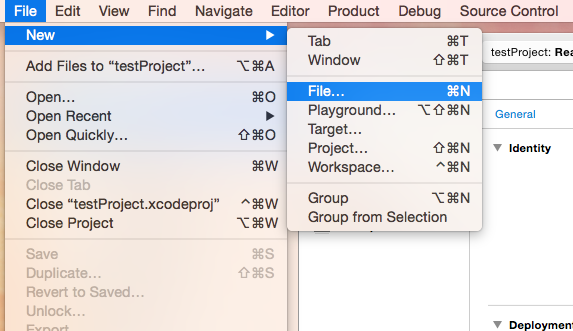 File Edit View Find Navigate Editor Product Debug Source Control
New ▶
Add Files to “testProject”... ⌥⌘A
Open... ⌘O
Open Recent ▶
Open Quickly... ⇧⌘O
Close Window ⌘W
Close Tab
Close “testProject.xcodeproj” ^⌘W
Close Project ⌥⌘W
Save ⌘S
Duplicate... ⇧⌘S
Revert to Saved...
Unlock...
Export
Tab ⌘T
Window ⇧⌘T
File... ⌘N
Playground... ⌥⇧⌘N
Target...
Project... ⇧⌘N
Workspace... ^⌘N
Group ⌥⌘N
Group from Selection
testProject: Rea
General
▼ Identity
▼ Deployment